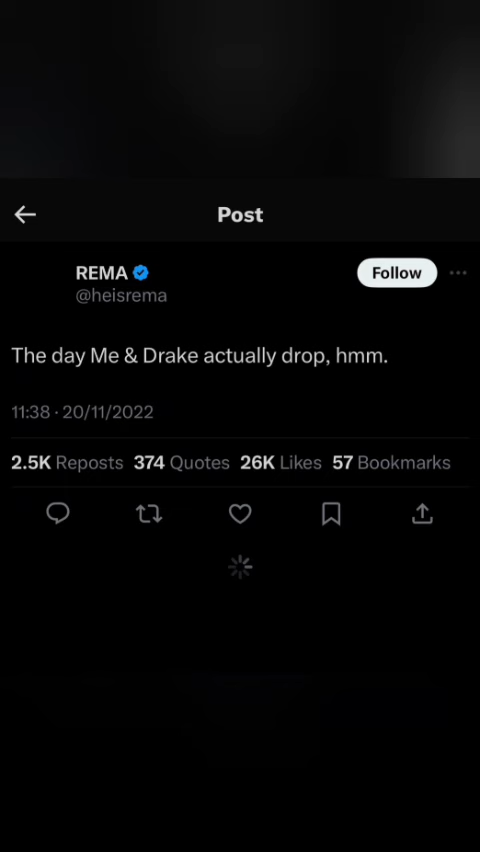 Post
REMA
Follow
@heisrema
The day Me & Drake actually drop, hmm.
11:38 · 20/11/2022
2.5K Reposts 374 Quotes 26K Likes 57 Bookmarks